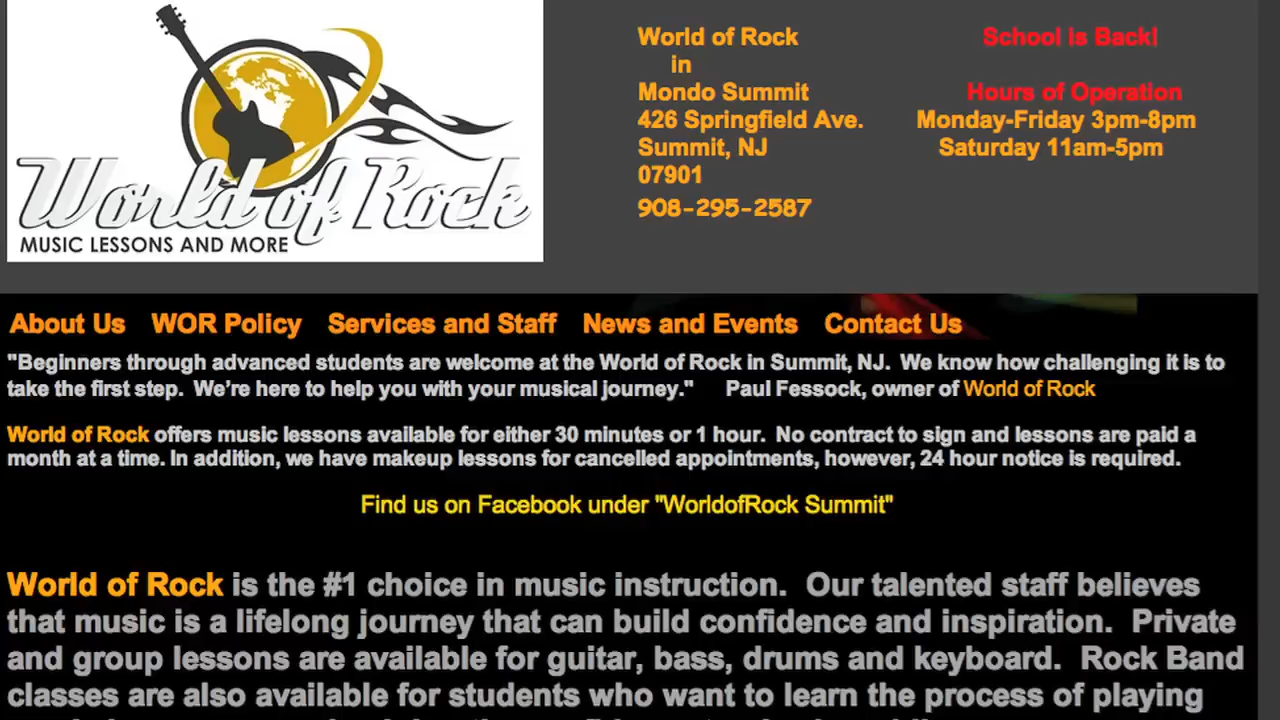 World of Rock
MUSIC LESSONS AND MORE
World of Rock
in
Mondo Summit
426 Springfield Ave.
Summit, NJ
07901
908-295-2587
School is Back!
Hours of Operation
Monday-Friday 3pm-8pm
Saturday 11am-5pm
About Us WOR Policy Services and Staff News and Events Contact Us
"Beginners through advanced students are welcome at the World of Rock in Summit, NJ. We know how challenging it is to
take the first step. We're here to help you with your musical journey." Paul Fessock, owner of World of Rock
World of Rock offers music lessons available for either 30 minutes or 1 hour. No contract to sign and lessons are paid a
month at a time. In addition, we have makeup lessons for cancelled appointments, however, 24 hour notice is required.
Find us on Facebook under "WorldofRock Summit"
World of Rock is the #1 choice in music instruction. Our talented staff believes
that music is a lifelong journey that can build confidence and inspiration. Private
and group lessons are available for guitar, bass, drums and keyboard. Rock Band
classes are also available for students who want to learn the process of playing